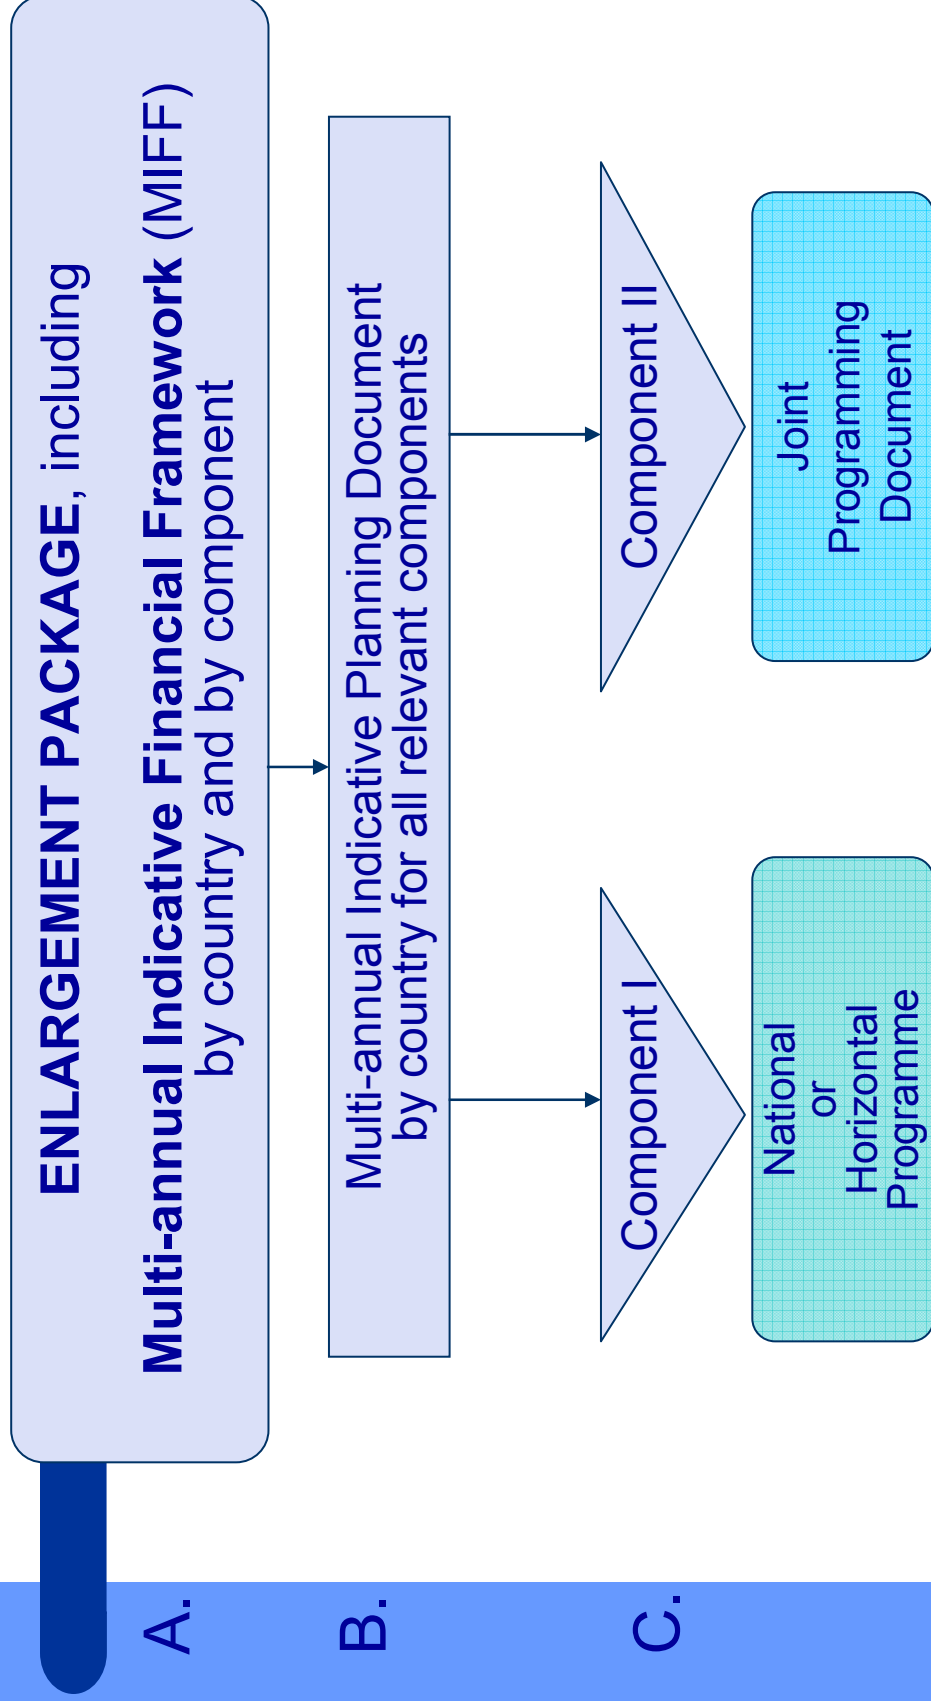 ENLARGEMENT PACKAGE, including
A.
Multi-annual Indicative Financial Framework (MIFF)
by country and by component
B.
Multi-annual Indicative Planning Document
by country for all relevant components
C.
Component I
Component II
National
or
Horizontal
Programme
Joint
Programming
Document